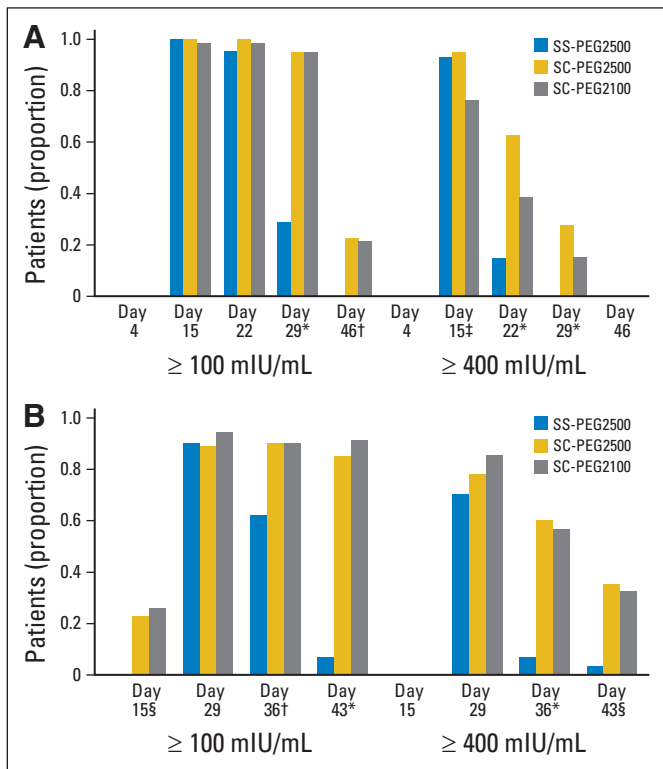 A
SS-PEG2500
SC-PEG2500
SC-PEG2100
Patients (proportion)
1.0
0.8
0.6
0.4
0.2
0
Day 4
Day 15
Day 22
Day 29*
Day 46†
Day 4
Day 15‡
Day 22*
Day 29*
Day 46
≥ 100 mIU/mL
≥ 400 mIU/mL
B
SS-PEG2500
SC-PEG2500
SC-PEG2100
Patients (proportion)
1.0
0.8
0.6
0.4
0.2
0
Day 15§
Day 29
Day 36†
Day 43*
Day 15
Day 29
Day 36*
Day 43§
≥ 100 mIU/mL
≥ 400 mIU/mL